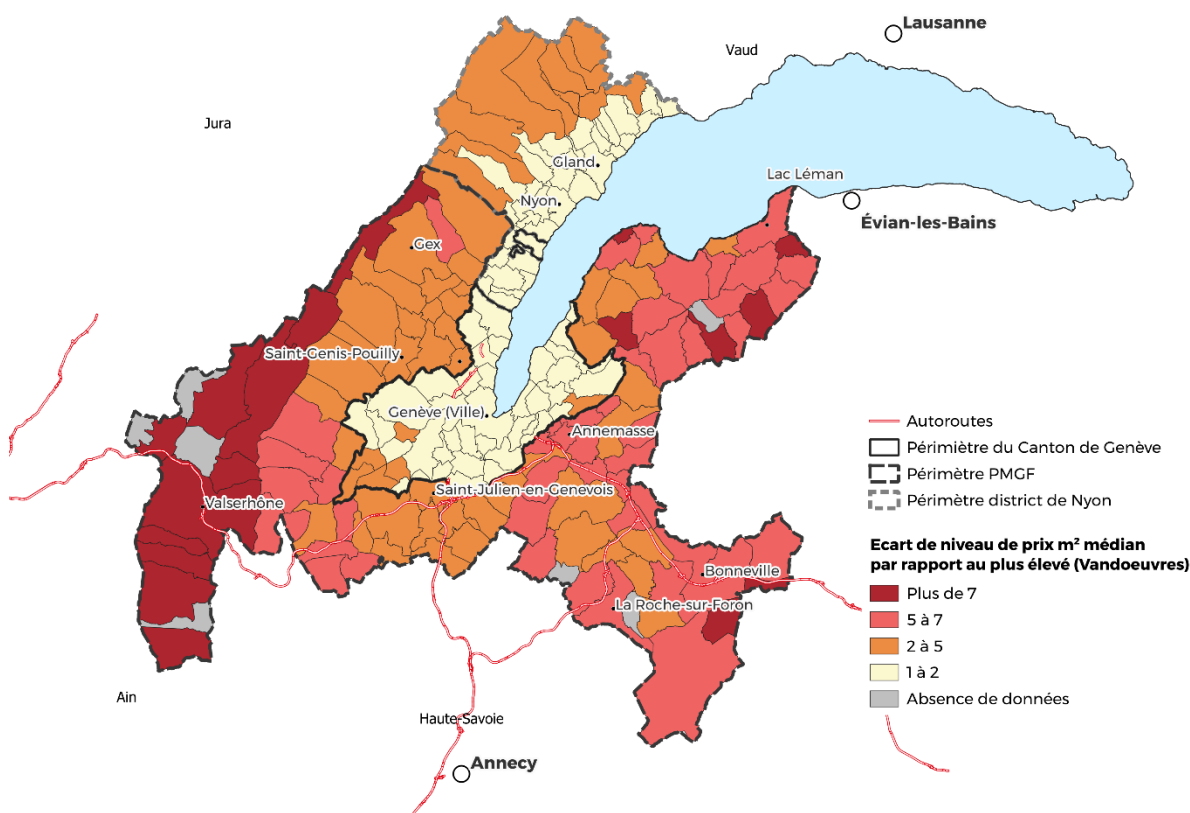 Lausanne
Vaud
Jura
Gland
Lac Léman
Nyon
Évian-les-Bains
Gex
Saint-Genis-Pouilly
Genève (Ville)
Annemasse
Saint-Julien-en-Genevois
Valserhône
Bonneville
La Roche-sur-Foron
Ain
Haute-Savoie
Annecy
Autoroutes
Périmiètre du Canton de Genève
Périmètre PMGF
Périmètre district de Nyon
Ecart de niveau de prix m² médian
par rapport au plus élevé (Vandoeuvres)
Plus de 7
5 à 7
2 à 5
1 à 2
Absence de données